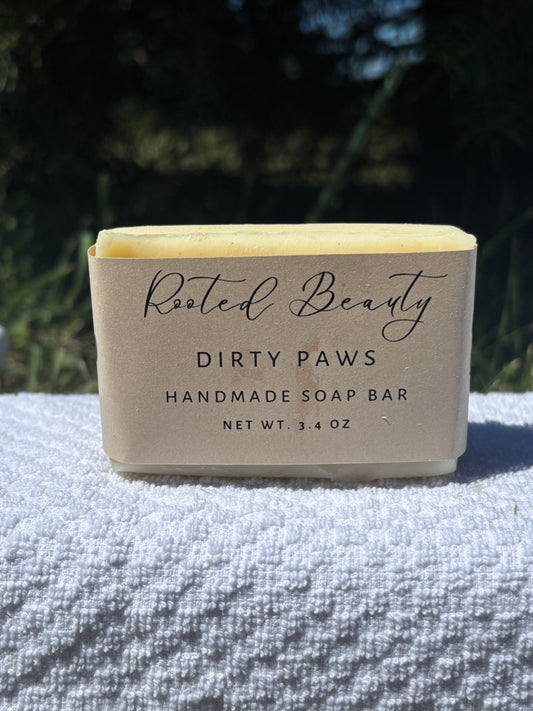 Rooted Beauty
DIRTY PAWS
HANDMADE SOAP BAR
NET WT. 3.4 OZ